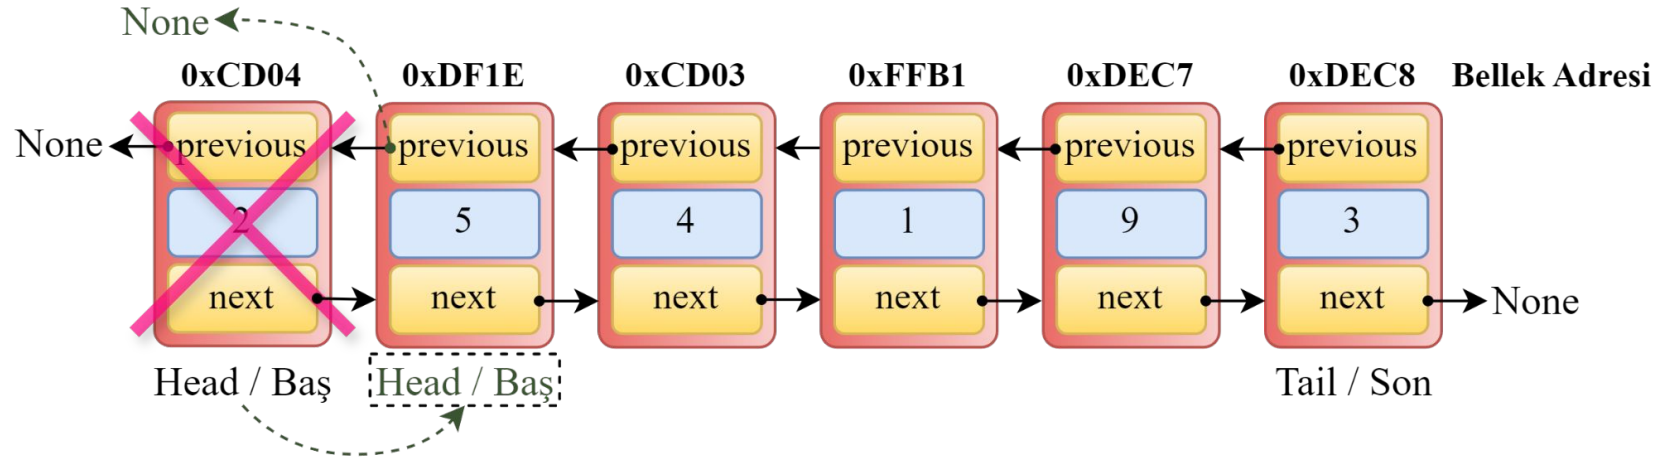 None
0xCD04 0xDF1E 0xCD03 0xFFB1 0xDEC7 0xDEC8 Bellek Adresi
None previous previous previous previous previous previous
2 5 4 1 9 3
next next next next next next None
Head / Baş Head / Baş Tail / Son